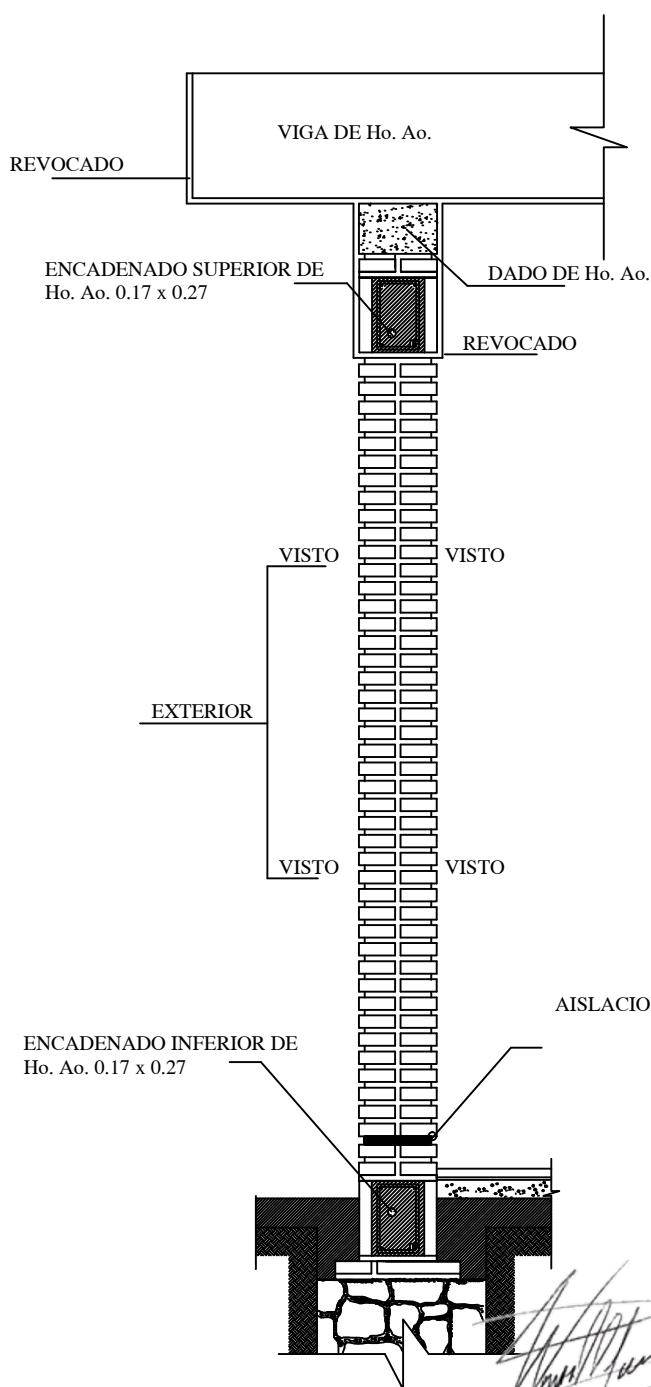 VIGA DE Ho. Ao.
REVOCADO
ENCADENADO SUPERIOR DE
Ho. Ao. 0.17 x 0.27
DADO DE Ho. Ao.
REVOCADO
VISTO
VISTO
EXTERIOR
VISTO
VISTO
AISLACIO
ENCADENADO INFERIOR DE
Ho. Ao. 0.17 x 0.27